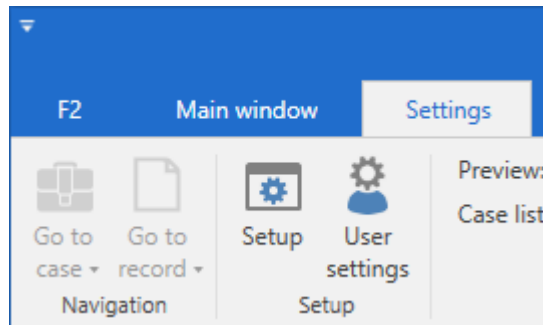 F2 Main window Settings
Go to case Go to record Setup User settings Preview:
Case list
Navigation Setup